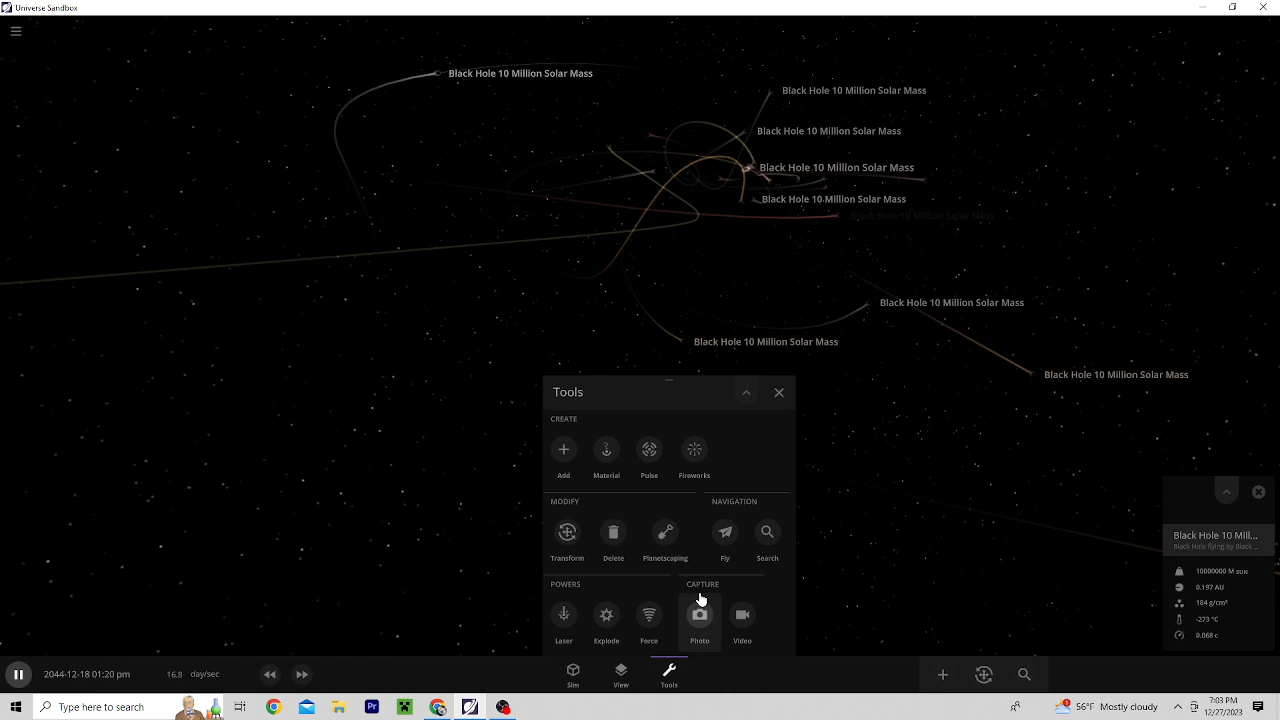 Universe Sandbox
Black Hole 10 Million Solar Mass
Black Hole 10 Million Solar Mass
Black Hole 10 Million Solar Mass
Black Hole 10 Million Solar Mass
Black Hole 10 Million Solar Mass
Black Hole 10 Million Solar Mass
Black Hole 10 Million Solar Mass
Black Hole 10 Million Solar Mass
Black Hole 10 Million Solar Mass
Tools
CREATE
Add Material Pulse Fireworks
MODIFY NAVIGATION
Transform Delete Planetscaping Fly Search
POWERS CAPTURE
Laser Explode Force Photo Video
Black Hole 10 Mill...
Black Hole flying by Black ...
10000000 M SUN
0.197 AU
184 g/cm³
-273 °C
0.068 c
2044-12-18 01:20 pm 16.8 day/sec
Sim View Tools
Type here to search
Pr
56°F Mostly cloudy
7:03 PM
12/27/2023